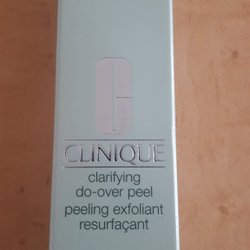 CLINIQUE
clarifying
do-over peel
peeling exfoliant
resurfaçant